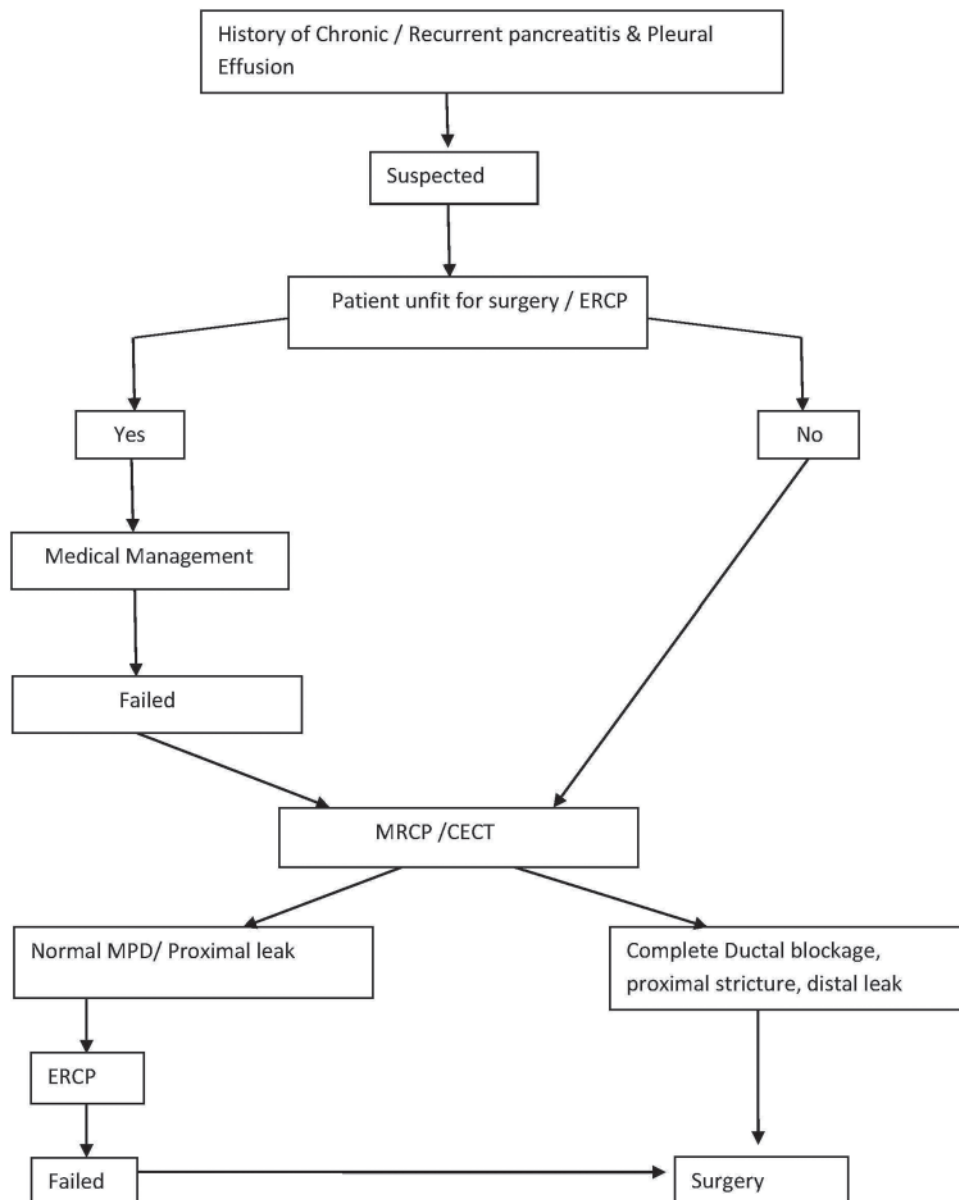 History of Chronic / Recurrent pancreatitis & Pleural
Effusion
Suspected
Patient unfit for surgery / ERCP
Yes
No
Medical Management
Failed
MRCP /CECT
Normal MPD/ Proximal leak
Complete Ductal blockage,
proximal stricture, distal leak
ERCP
Failed
Surgery